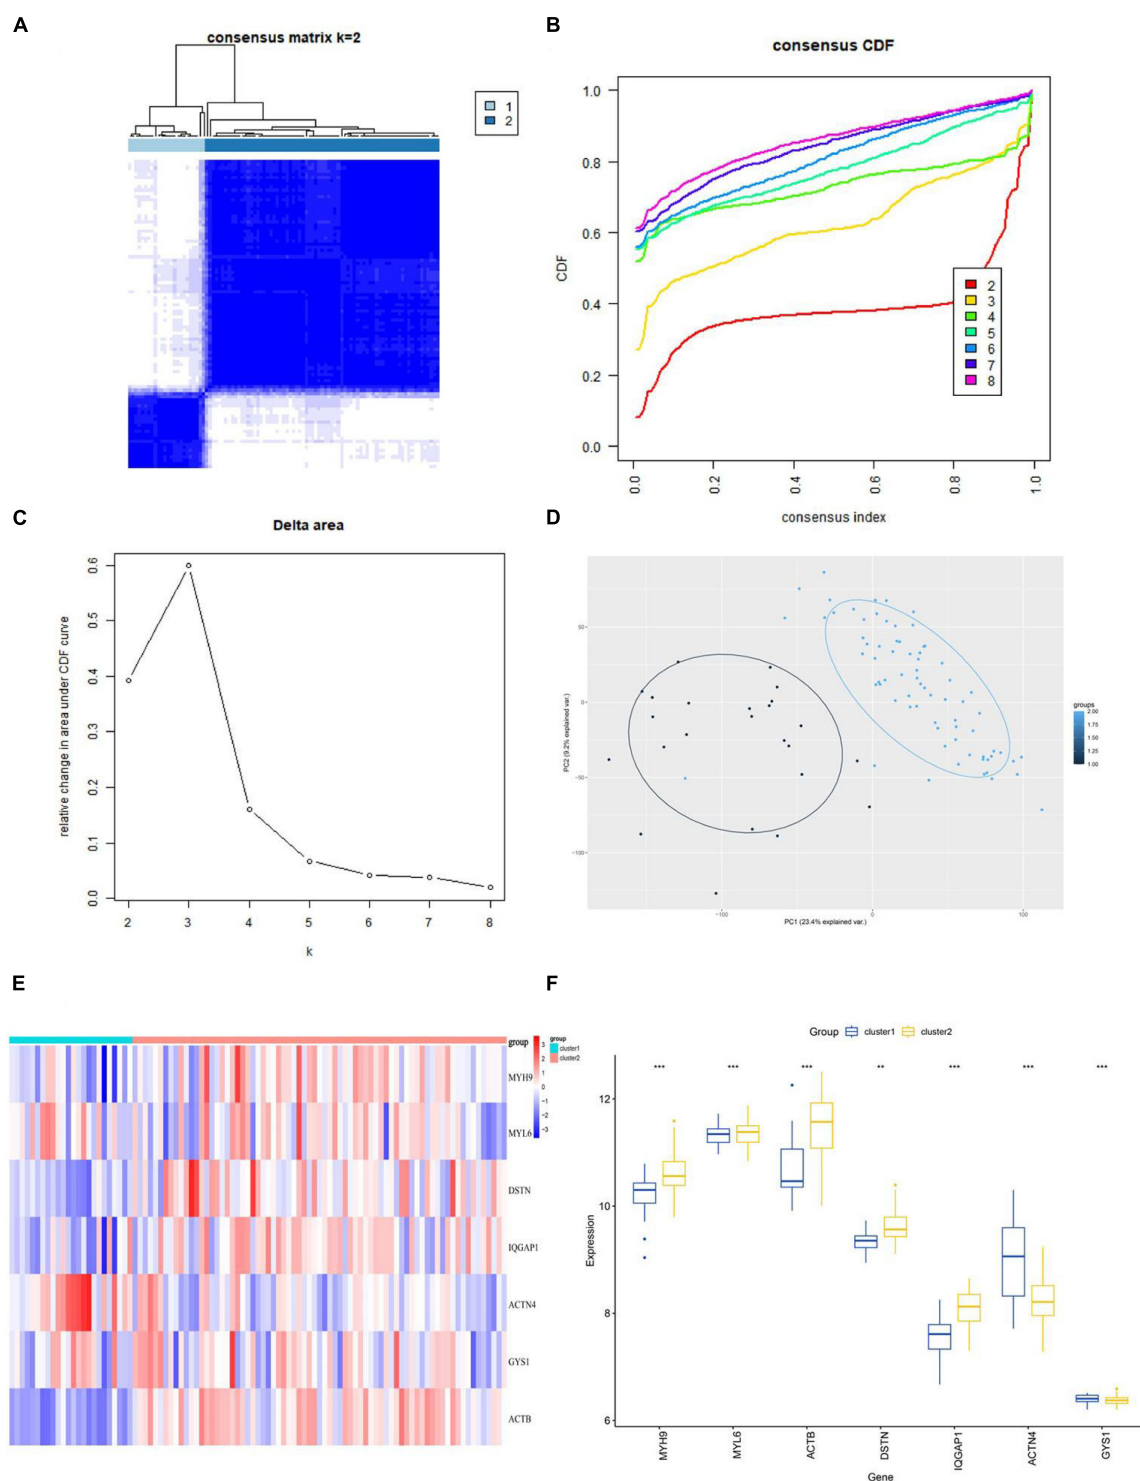 A
consensus matrix k=2
1
2
B
consensus CDF
CDF
1.0
0.8
0.6
0.4
0.2
0.0
0.0
0.2
0.4
0.6
0.8
1.0
consensus index
2
3
4
5
6
7
8
C
Delta area
relative change in area under CDF curve
0.6
0.5
0.4
0.3
0.2
0.1
0.0
2
3
4
5
6
7
8
k
D
PC2 (9.2% explained var.)
50
0
−50
−100
−100
0
100
PC1 (23.4% explained var.)
groups
2.00
1.75
1.50
1.25
1.00
E
group
MYH9
MYL6
DSTN
IQGAP1
ACTN4
GYS1
ACTB
3
2
1
0
−1
−2
−3
group
cluster1
cluster2
F
Group cluster1 cluster2
*** *** *** ** *** *** ***
Expression
12
10
8
6
MYH9
MYL6
ACTB
DSTN
IQGAP1
ACTN4
GYS1
Gene